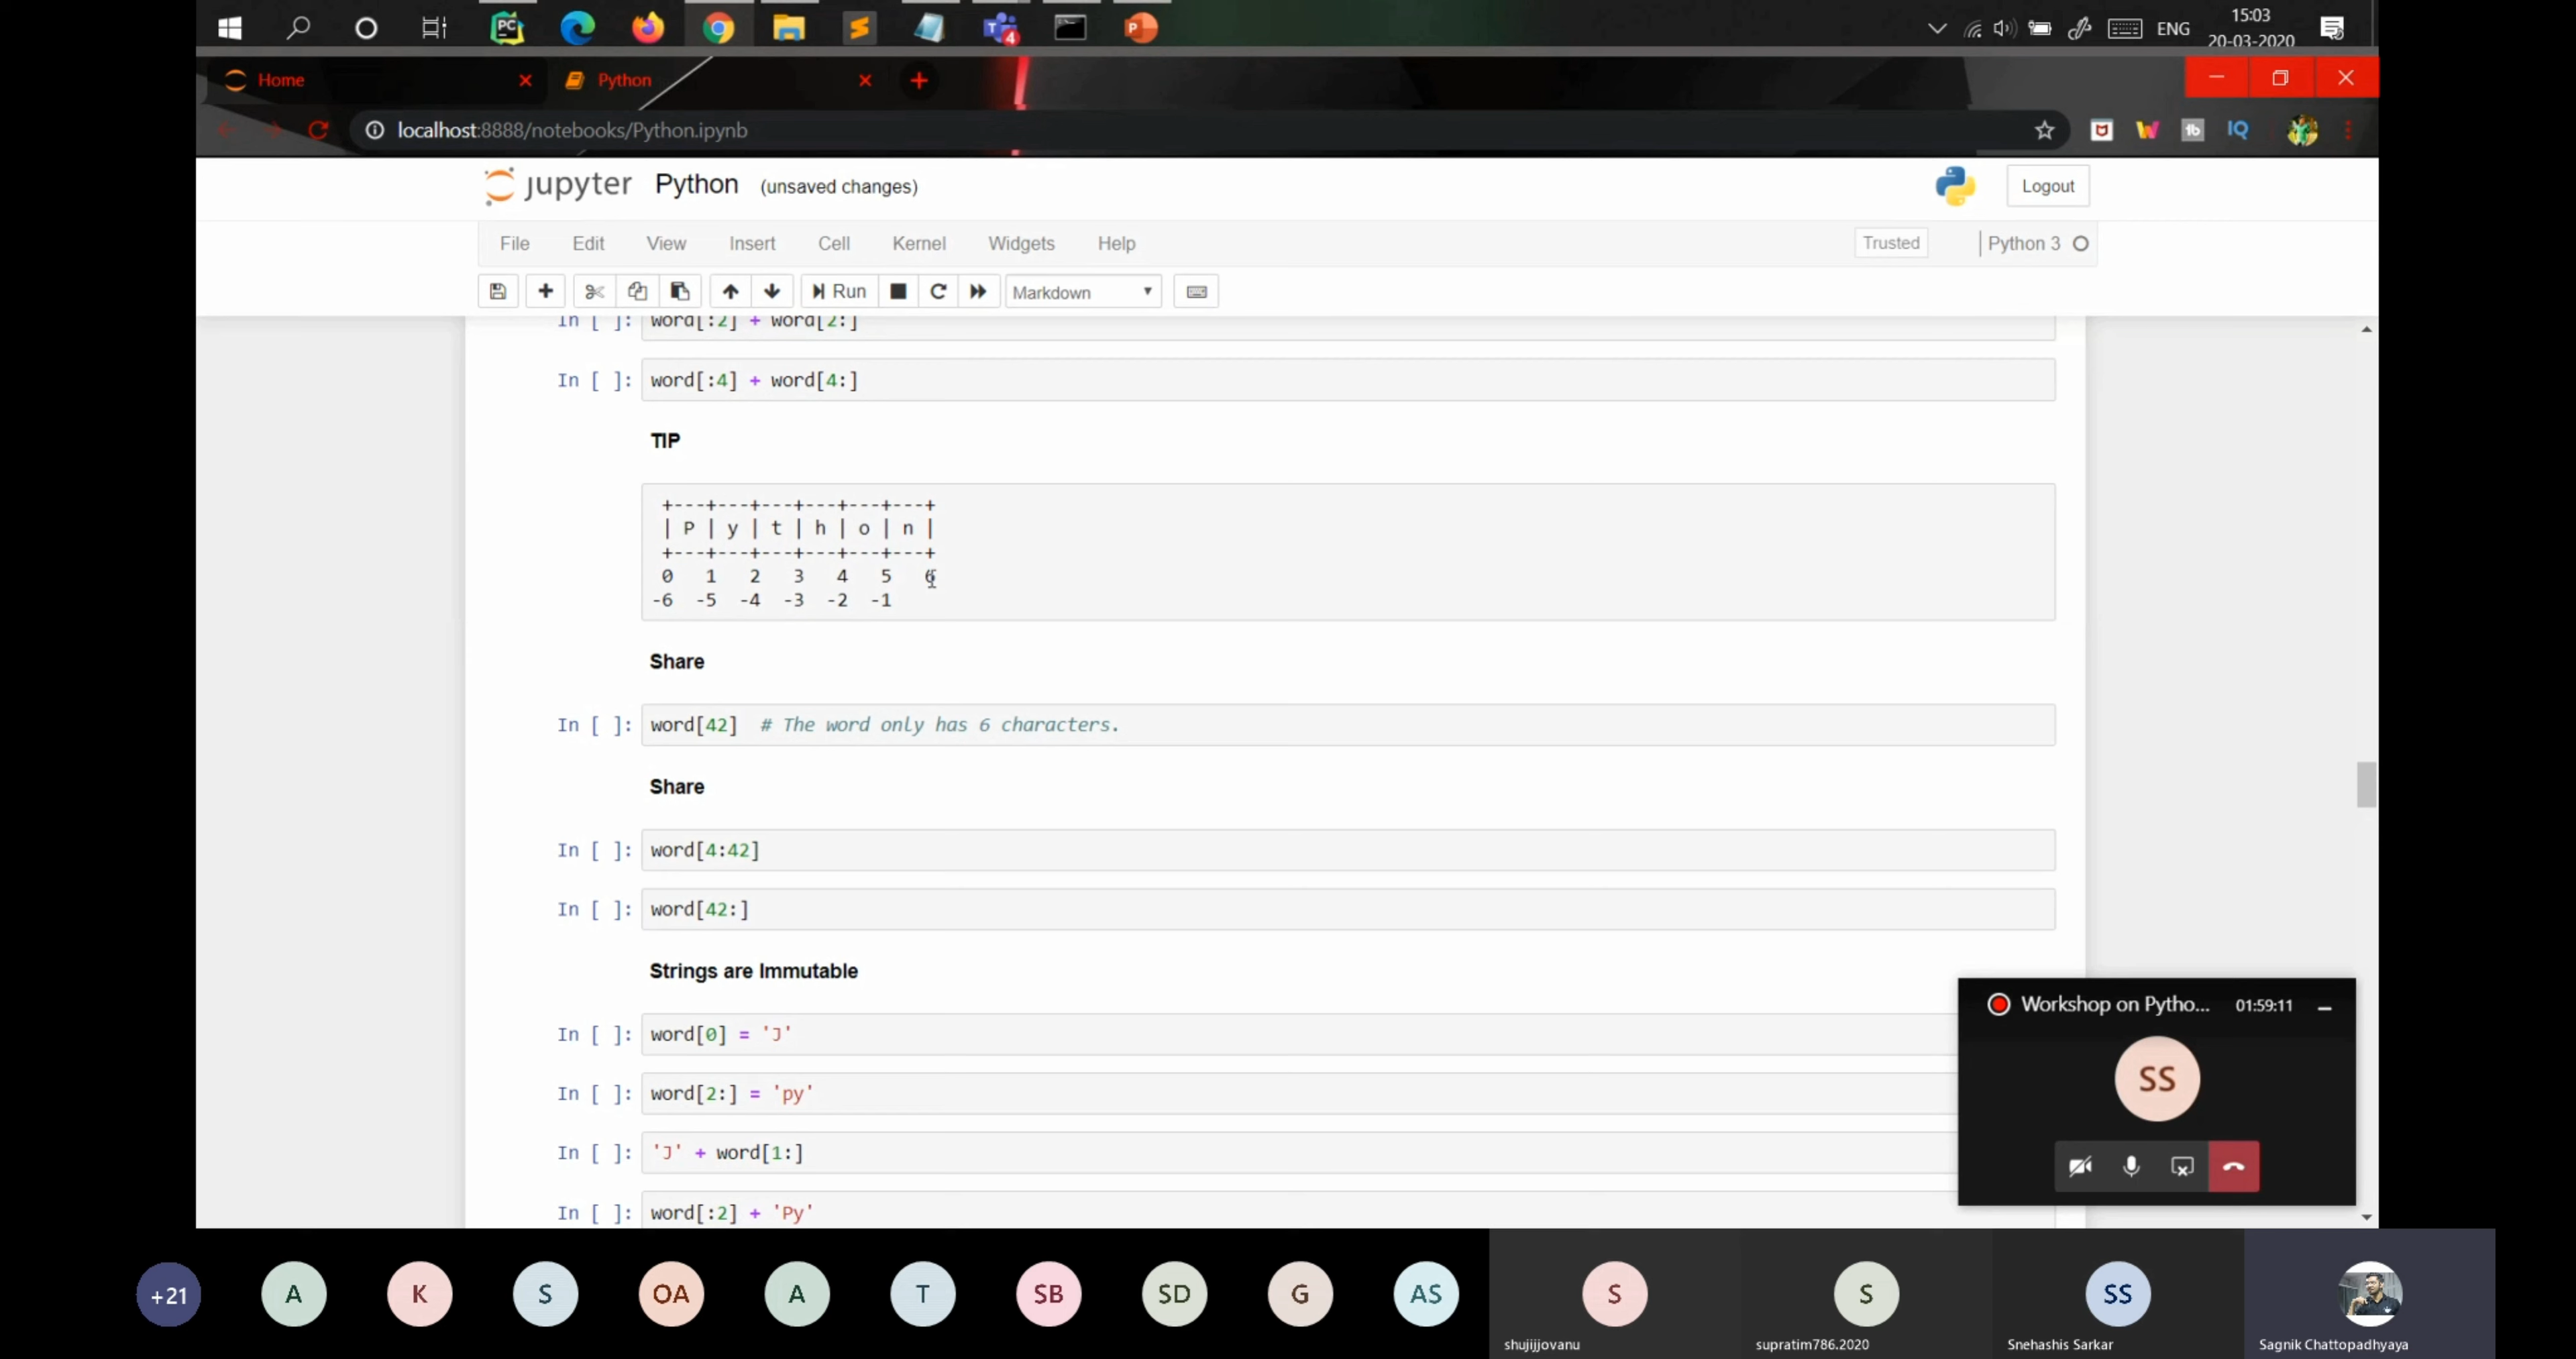 15:03
ENG
20-03-2020
Home
Python
localhost:8888/notebooks/Python.ipynb
jupyter Python (unsaved changes)
Logout
File Edit View Insert Cell Kernel Widgets Help
Trusted
Python 3
Run
Markdown
In [ ]: word[:2] + word[2:]
In [ ]: word[:4] + word[4:]
TIP
+---+---+---+---+---+---+
| P | y | t | h | o | n |
+---+---+---+---+---+---+
0 1 2 3 4 5 6
-6 -5 -4 -3 -2 -1
Share
In [ ]: word[42] # The word only has 6 characters.
Share
In [ ]: word[4:42]
In [ ]: word[42:]
Strings are Immutable
In [ ]: word[0] = 'J'
In [ ]: word[2:] = 'py'
In [ ]: 'J' + word[1:]
In [ ]: word[:2] + 'Py'
Workshop on Pytho... 01:59:11
SS
+21 A K S OA A T SB SD G AS S S SS
shujijjovanu
supratim786.2020
Snehashis Sarkar
Sagnik Chattopadhyaya